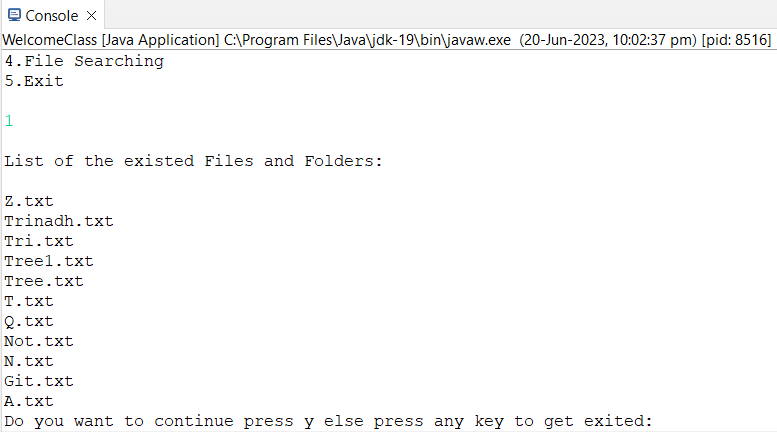 Console
WelcomeClass [Java Application] C:\Program Files\Java\jdk-19\bin\javaw.exe (20-Jun-2023, 10:02:37 pm) [pid: 8516]
4.File Searching
5.Exit
1
List of the existed Files and Folders:
Z.txt
Trinadh.txt
Tri.txt
Tree1.txt
Tree.txt
T.txt
Q.txt
Not.txt
N.txt
Git.txt
A.txt
Do you want to continue press y else press any key to get exited: